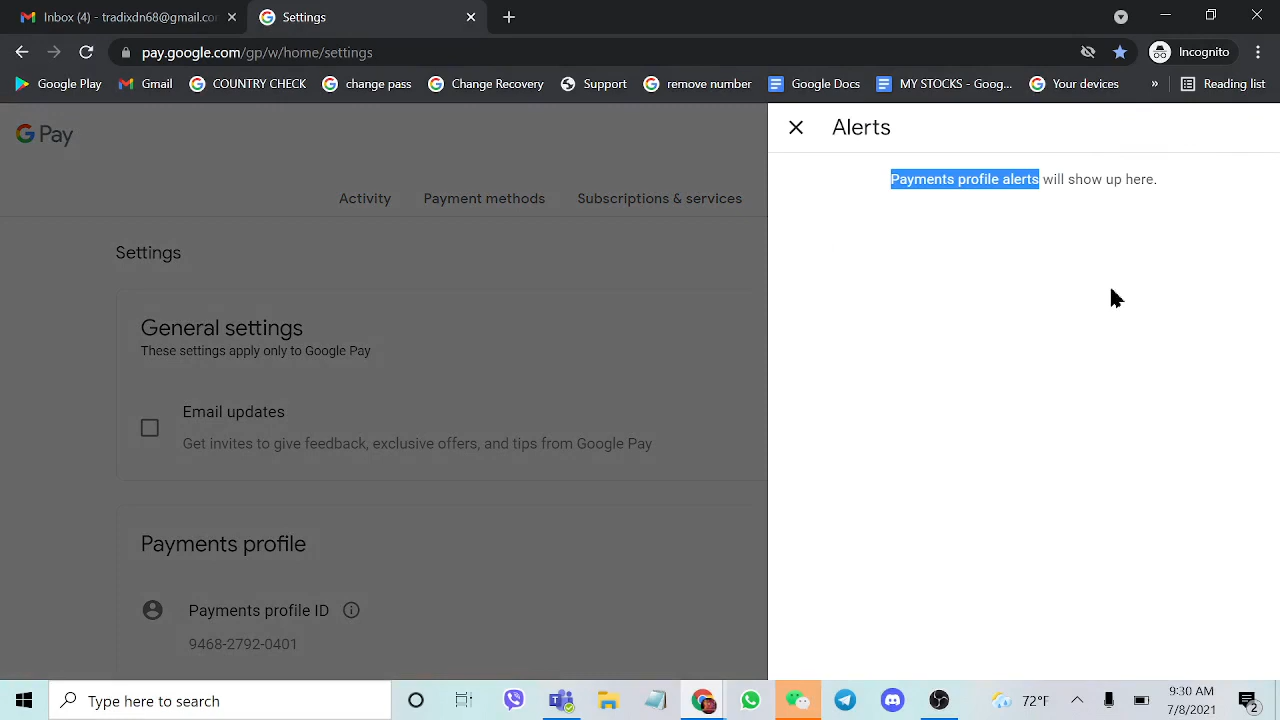 Inbox (4) - tradixdn68@gmail.cor
Settings
pay.google.com/gp/w/home/settings
Incognito
Google Play
Gmail
COUNTRY CHECK
change pass
Change Recovery
Support
remove number
Google Docs
MY STOCKS - Goog...
Your devices
»
Reading list
G Pay
Alerts
Payments profile alerts will show up here.
Activity
Payment methods
Subscriptions & services
Settings
General settings
These settings apply only to Google Pay
Email updates
Get invites to give feedback, exclusive offers, and tips from Google Pay
Payments profile
Payments profile ID
9468-2792-0401
Type here to search
72°F
9:30 AM
7/8/2021
2